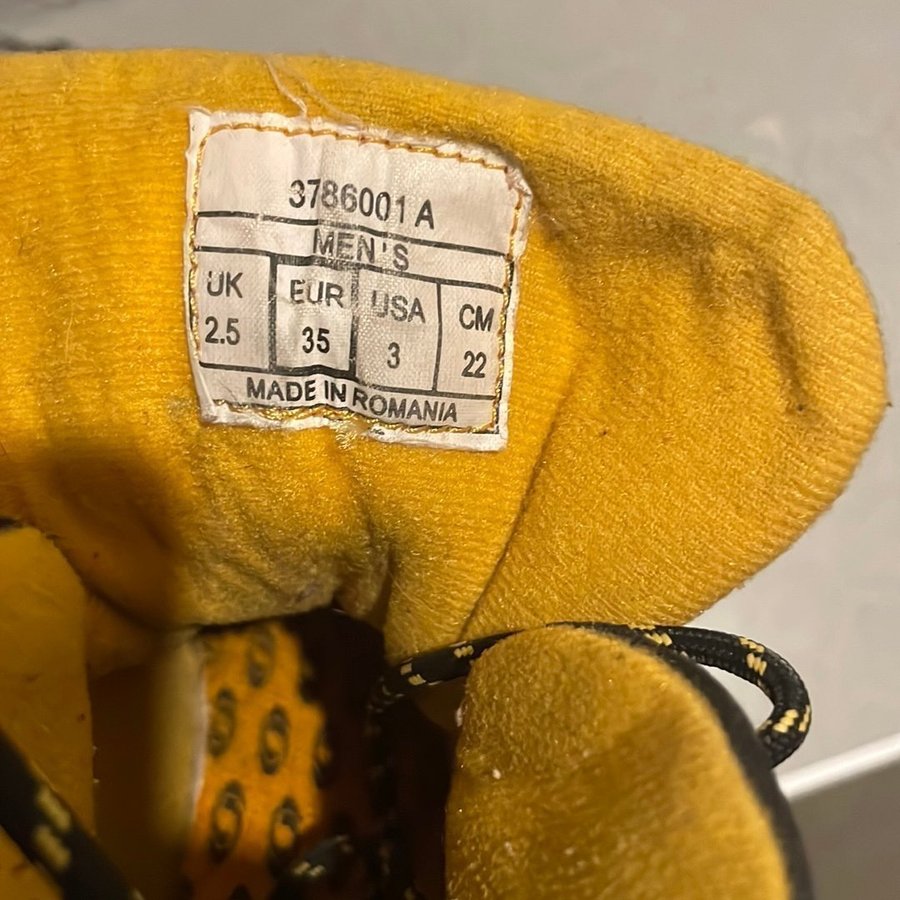 3786001 A
MEN'S
UK EUR USA CM
2.5 35 3 22
MADE IN ROMANIA